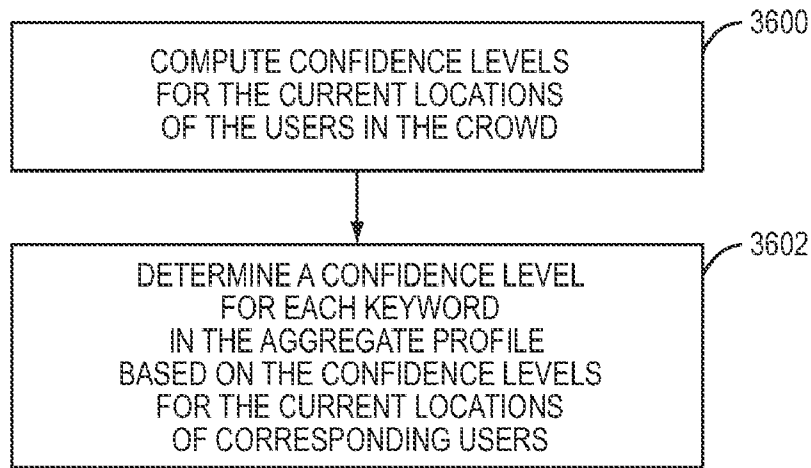 3600
COMPUTE CONFIDENCE LEVELS
FOR THE CURRENT LOCATIONS
OF THE USERS IN THE CROWD
3602
DETERMINE A CONFIDENCE LEVEL
FOR EACH KEYWORD
IN THE AGGREGATE PROFILE
BASED ON THE CONFIDENCE LEVELS
FOR THE CURRENT LOCATIONS
OF CORRESPONDING USERS